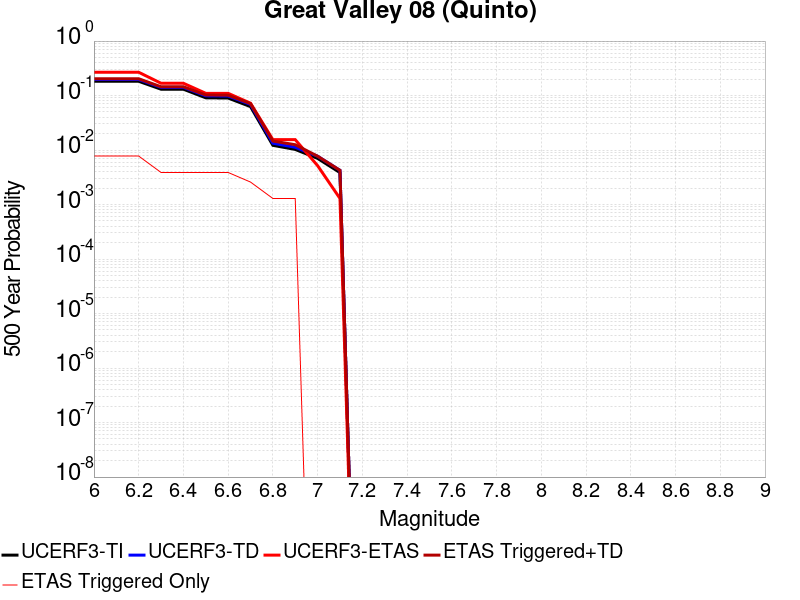 Great Valley 08 (Quinto)
500 Year Probability
10^0
10^-1
10^-2
10^-3
10^-4
10^-5
10^-6
10^-7
10^-8
6 6.2 6.4 6.6 6.8 7 7.2 7.4 7.6 7.8 8 8.2 8.4 8.6 8.8 9
Magnitude
UCERF3-TI UCERF3-TD UCERF3-ETAS ETAS Triggered+TD
ETAS Triggered Only